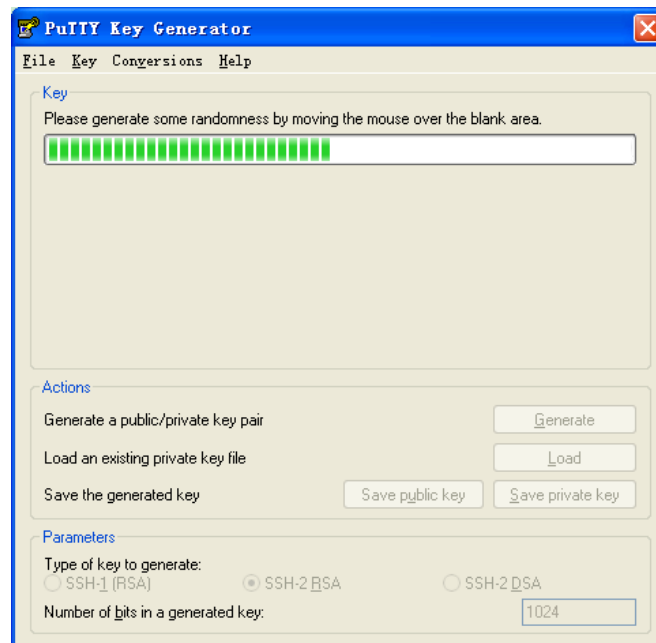 PuTTY Key Generator
File Key Conversions Help
Key
Please generate some randomness by moving the mouse over the blank area.
Actions
Generate a public/private key pair Generate
Load an existing private key file Load
Save the generated key Save public key Save private key
Parameters
Type of key to generate:
SSH-1 (RSA) SSH-2 RSA SSH-2 DSA
Number of bits in a generated key: 1024